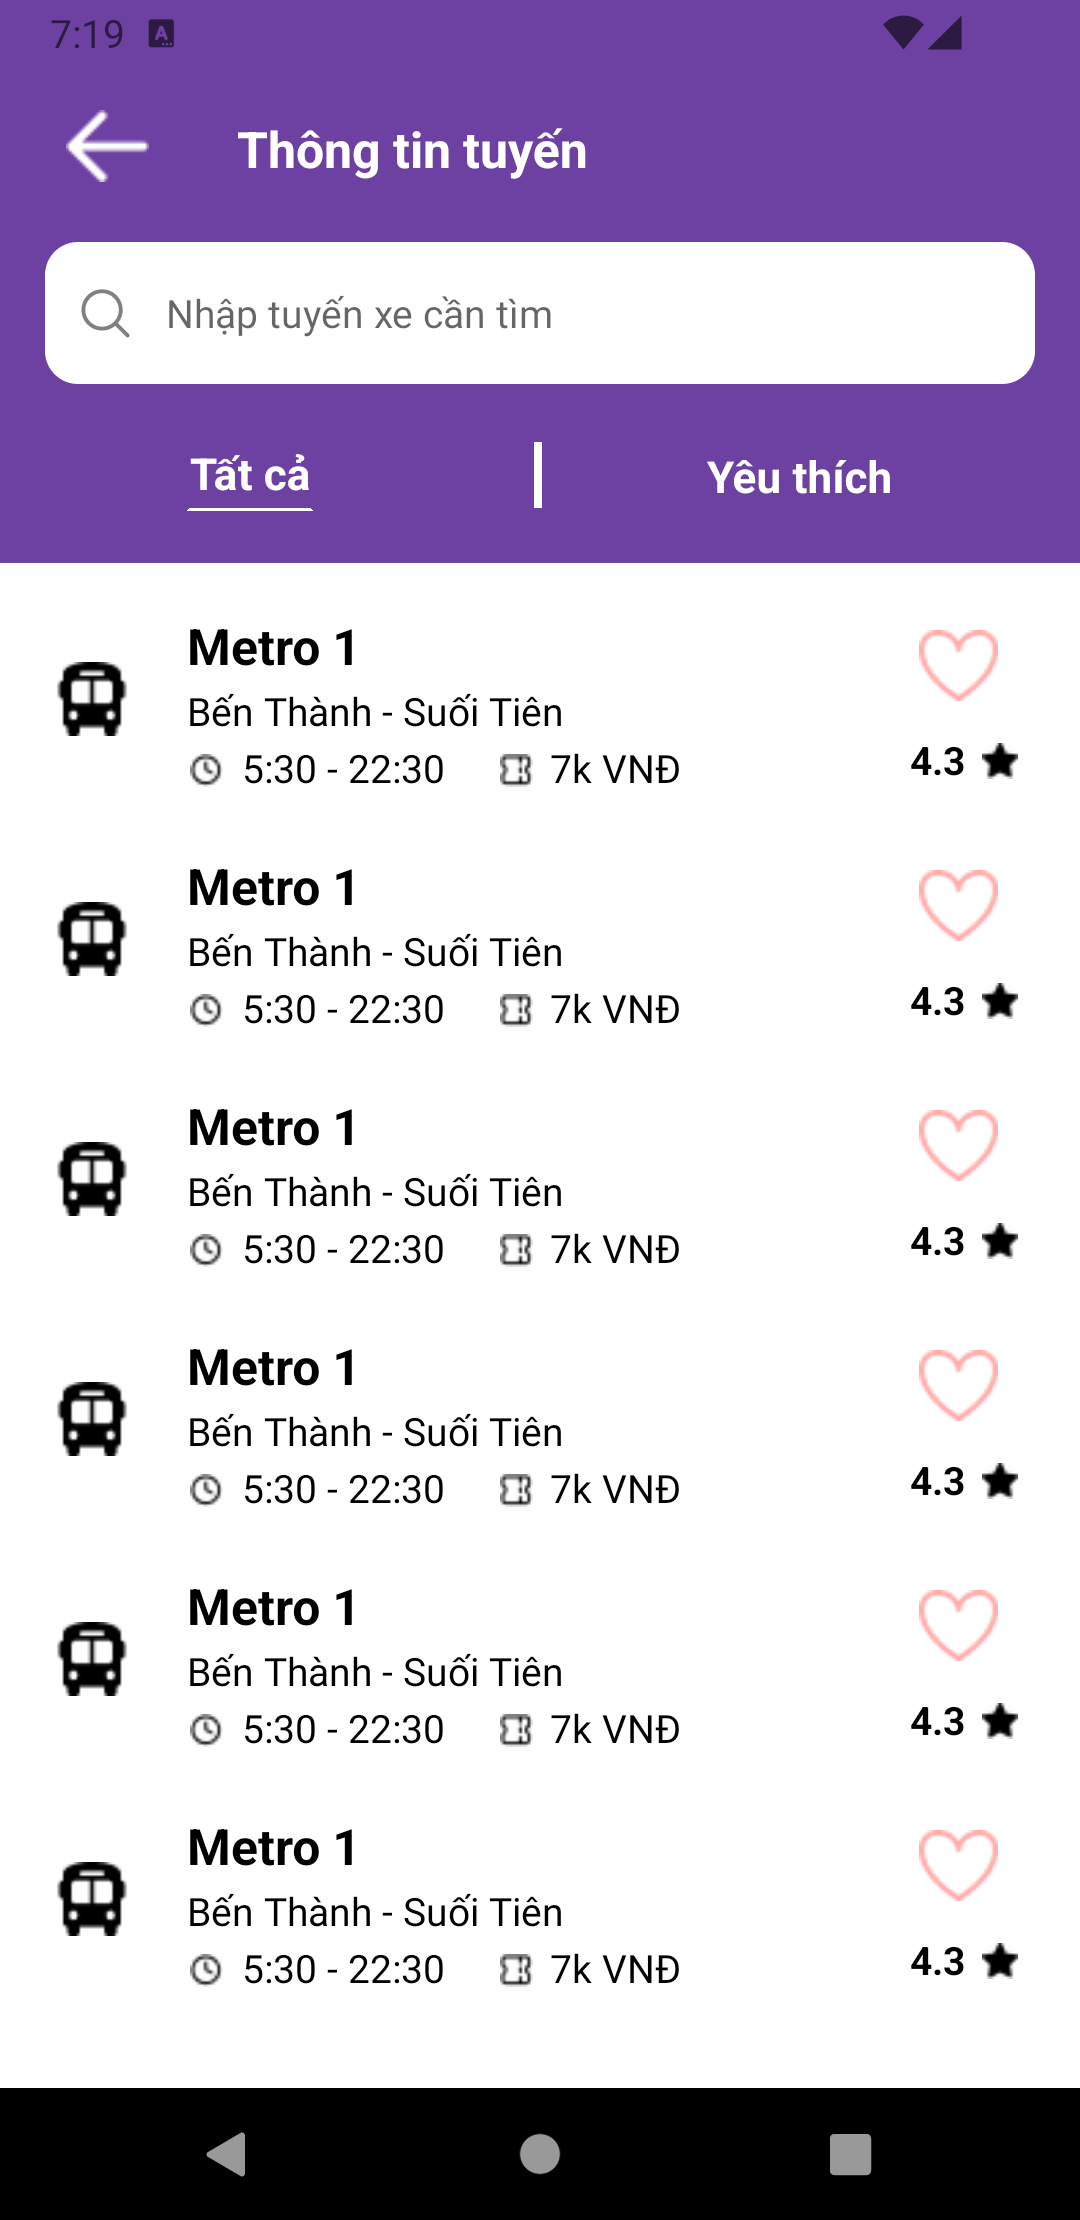 7:19
Thông tin tuyến
Nhập tuyến xe cần tìm
Tất cả
Yêu thích
Metro 1
Bến Thành - Suối Tiên
5:30 - 22:30 7k VNĐ
4.3
Metro 1
Bến Thành - Suối Tiên
5:30 - 22:30 7k VNĐ
4.3
Metro 1
Bến Thành - Suối Tiên
5:30 - 22:30 7k VNĐ
4.3
Metro 1
Bến Thành - Suối Tiên
5:30 - 22:30 7k VNĐ
4.3
Metro 1
Bến Thành - Suối Tiên
5:30 - 22:30 7k VNĐ
4.3
Metro 1
Bến Thành - Suối Tiên
5:30 - 22:30 7k VNĐ
4.3